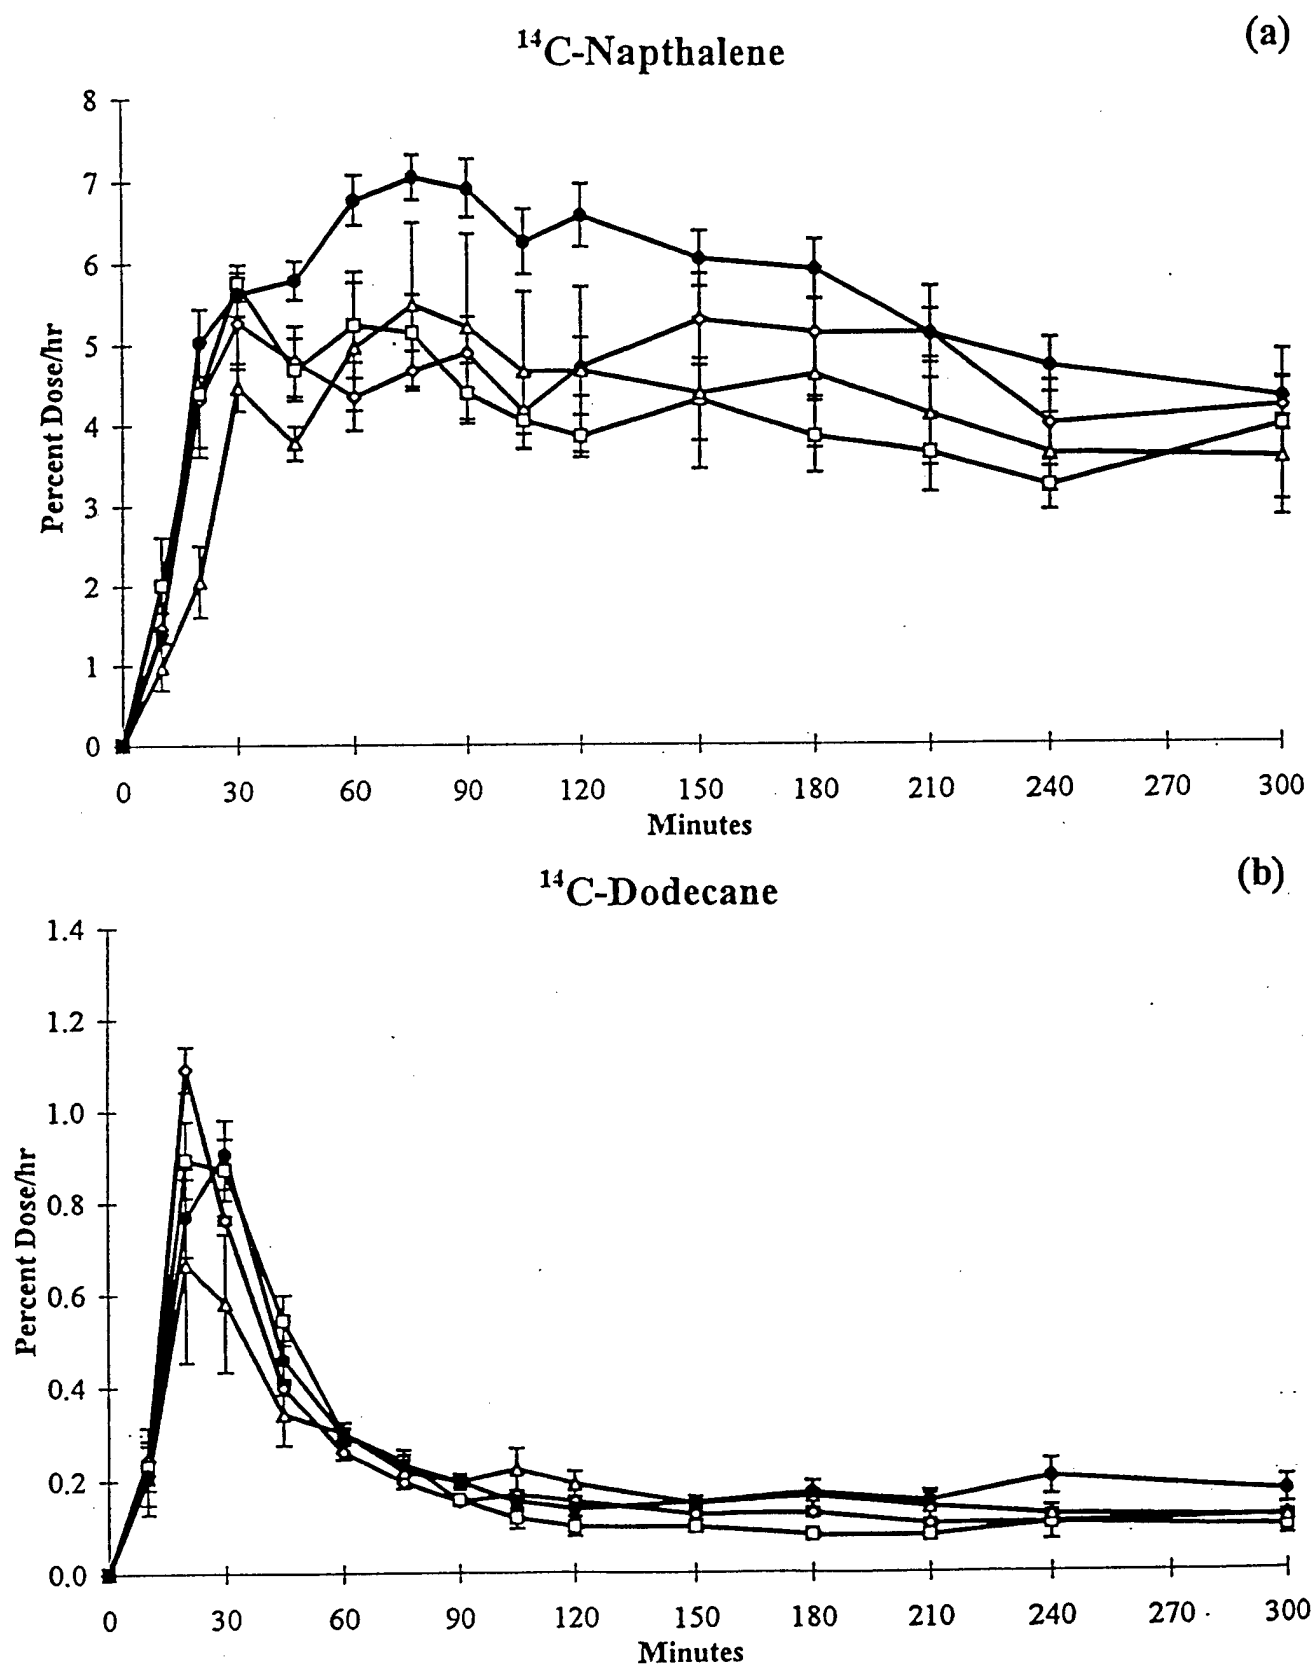 (a)
¹⁴C-Napthalene
8
7
6
5
4
3
2
1
0
Percent Dose/hr
0 30 60 90 120 150 180 210 240 270 300
Minutes
(b)
¹⁴C-Dodecane
1.4
1.2
1.0
0.8
0.6
0.4
0.2
0.0
Percent Dose/hr
0 30 60 90 120 150 180 210 240 270 300
Minutes